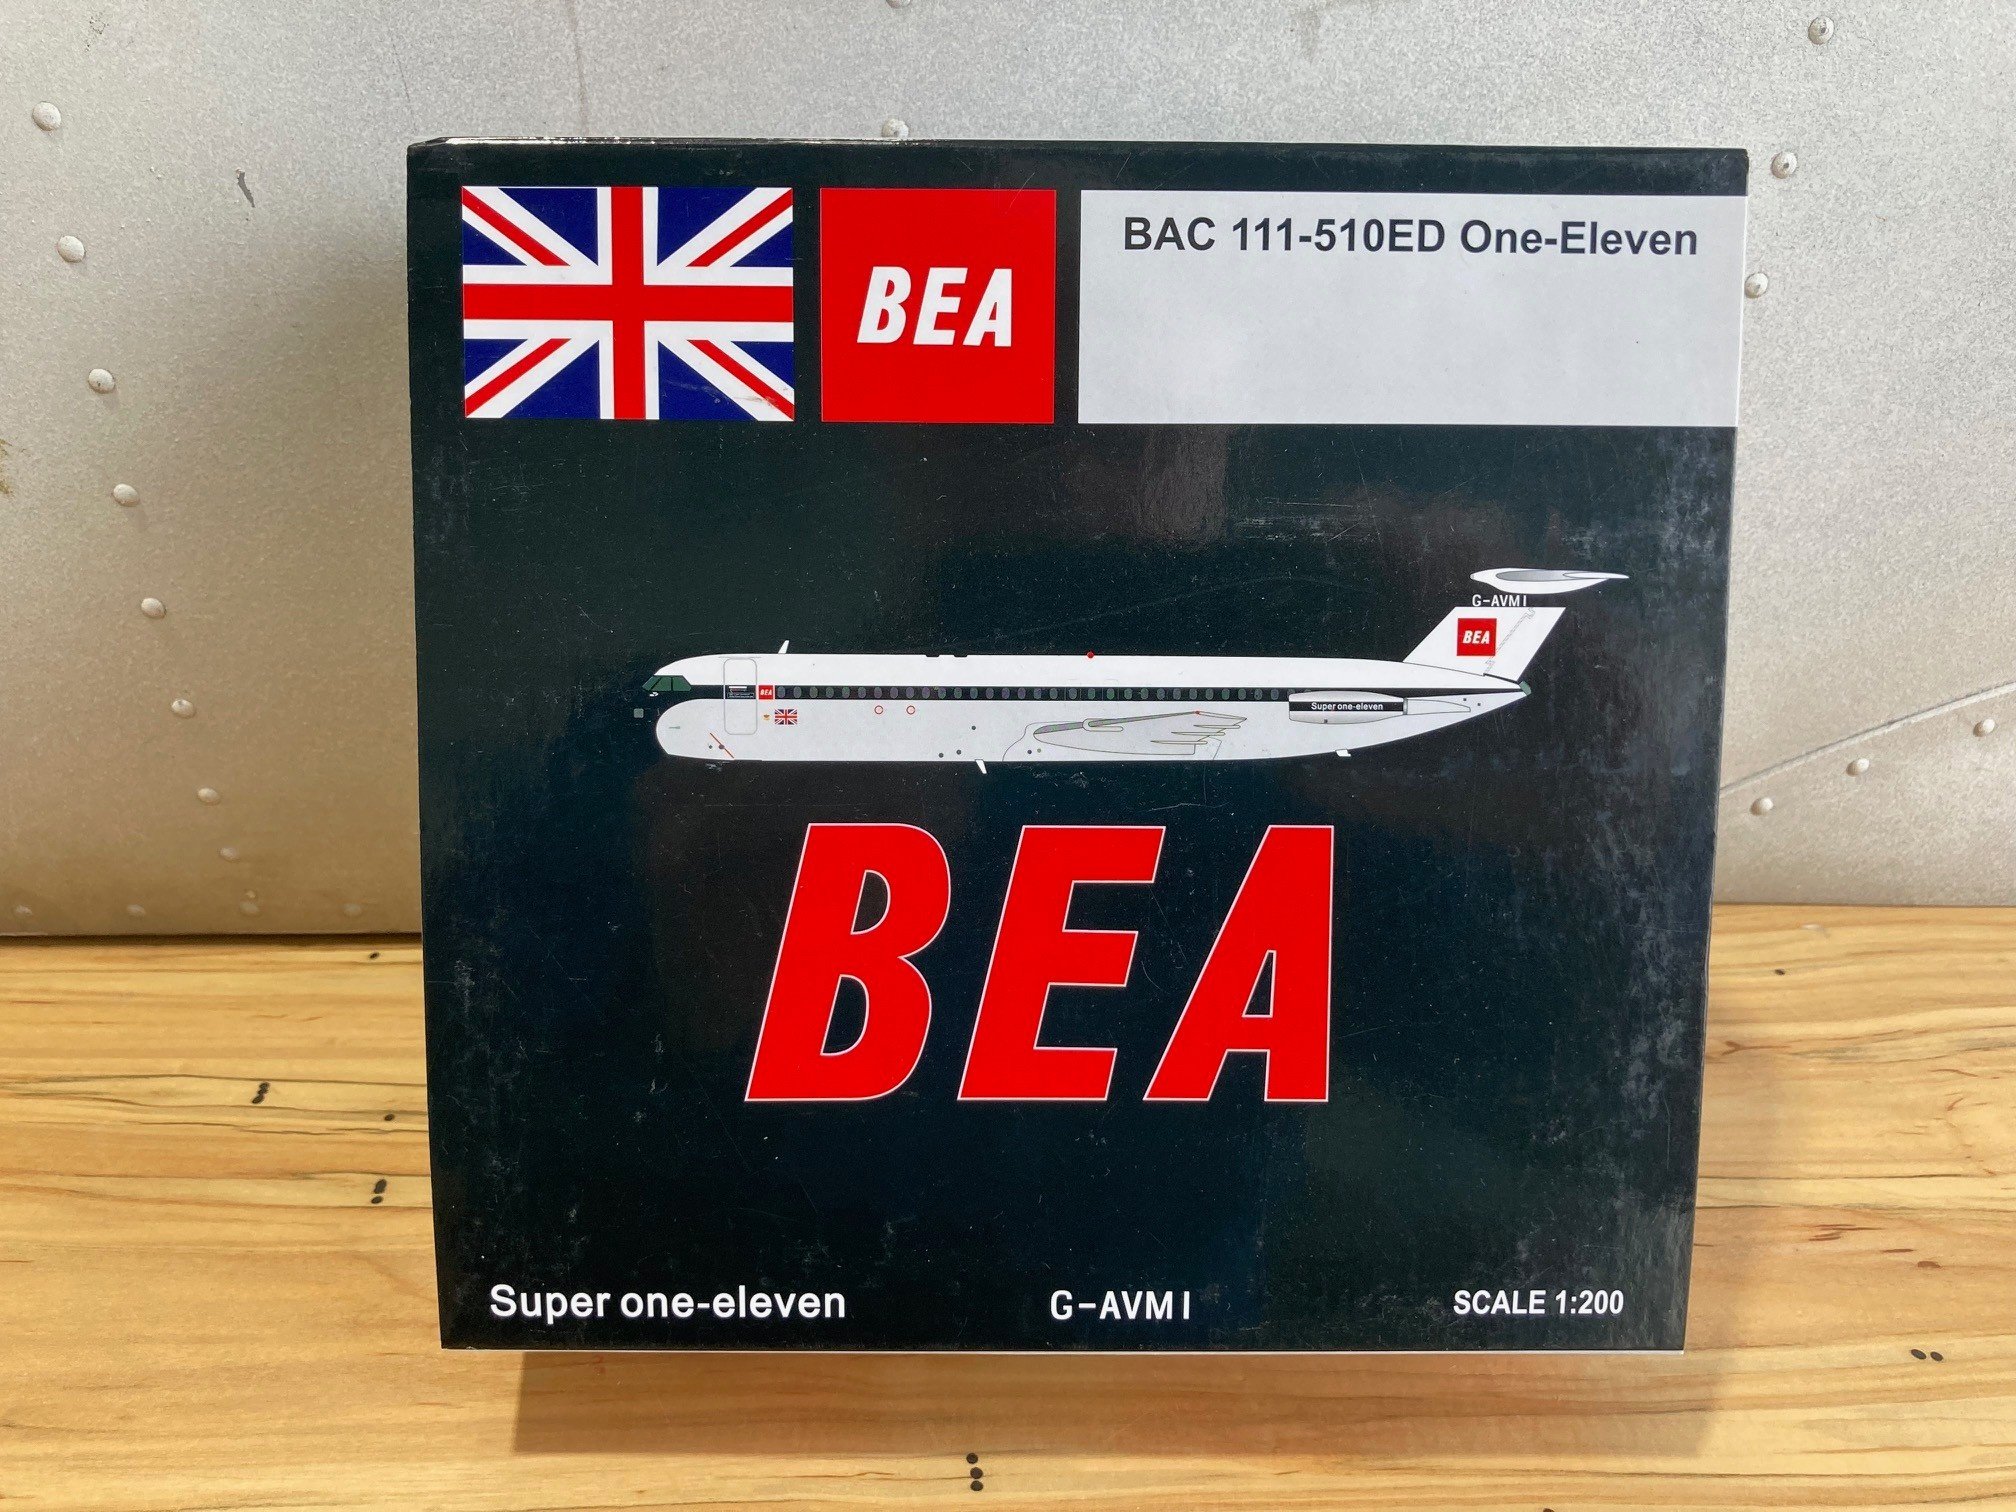 BEA
BAC 111-510ED One-Eleven
G-AVMI
BEA
BEA
Super one-eleven
BEA
Super one-eleven
G-AVMI
SCALE 1:200